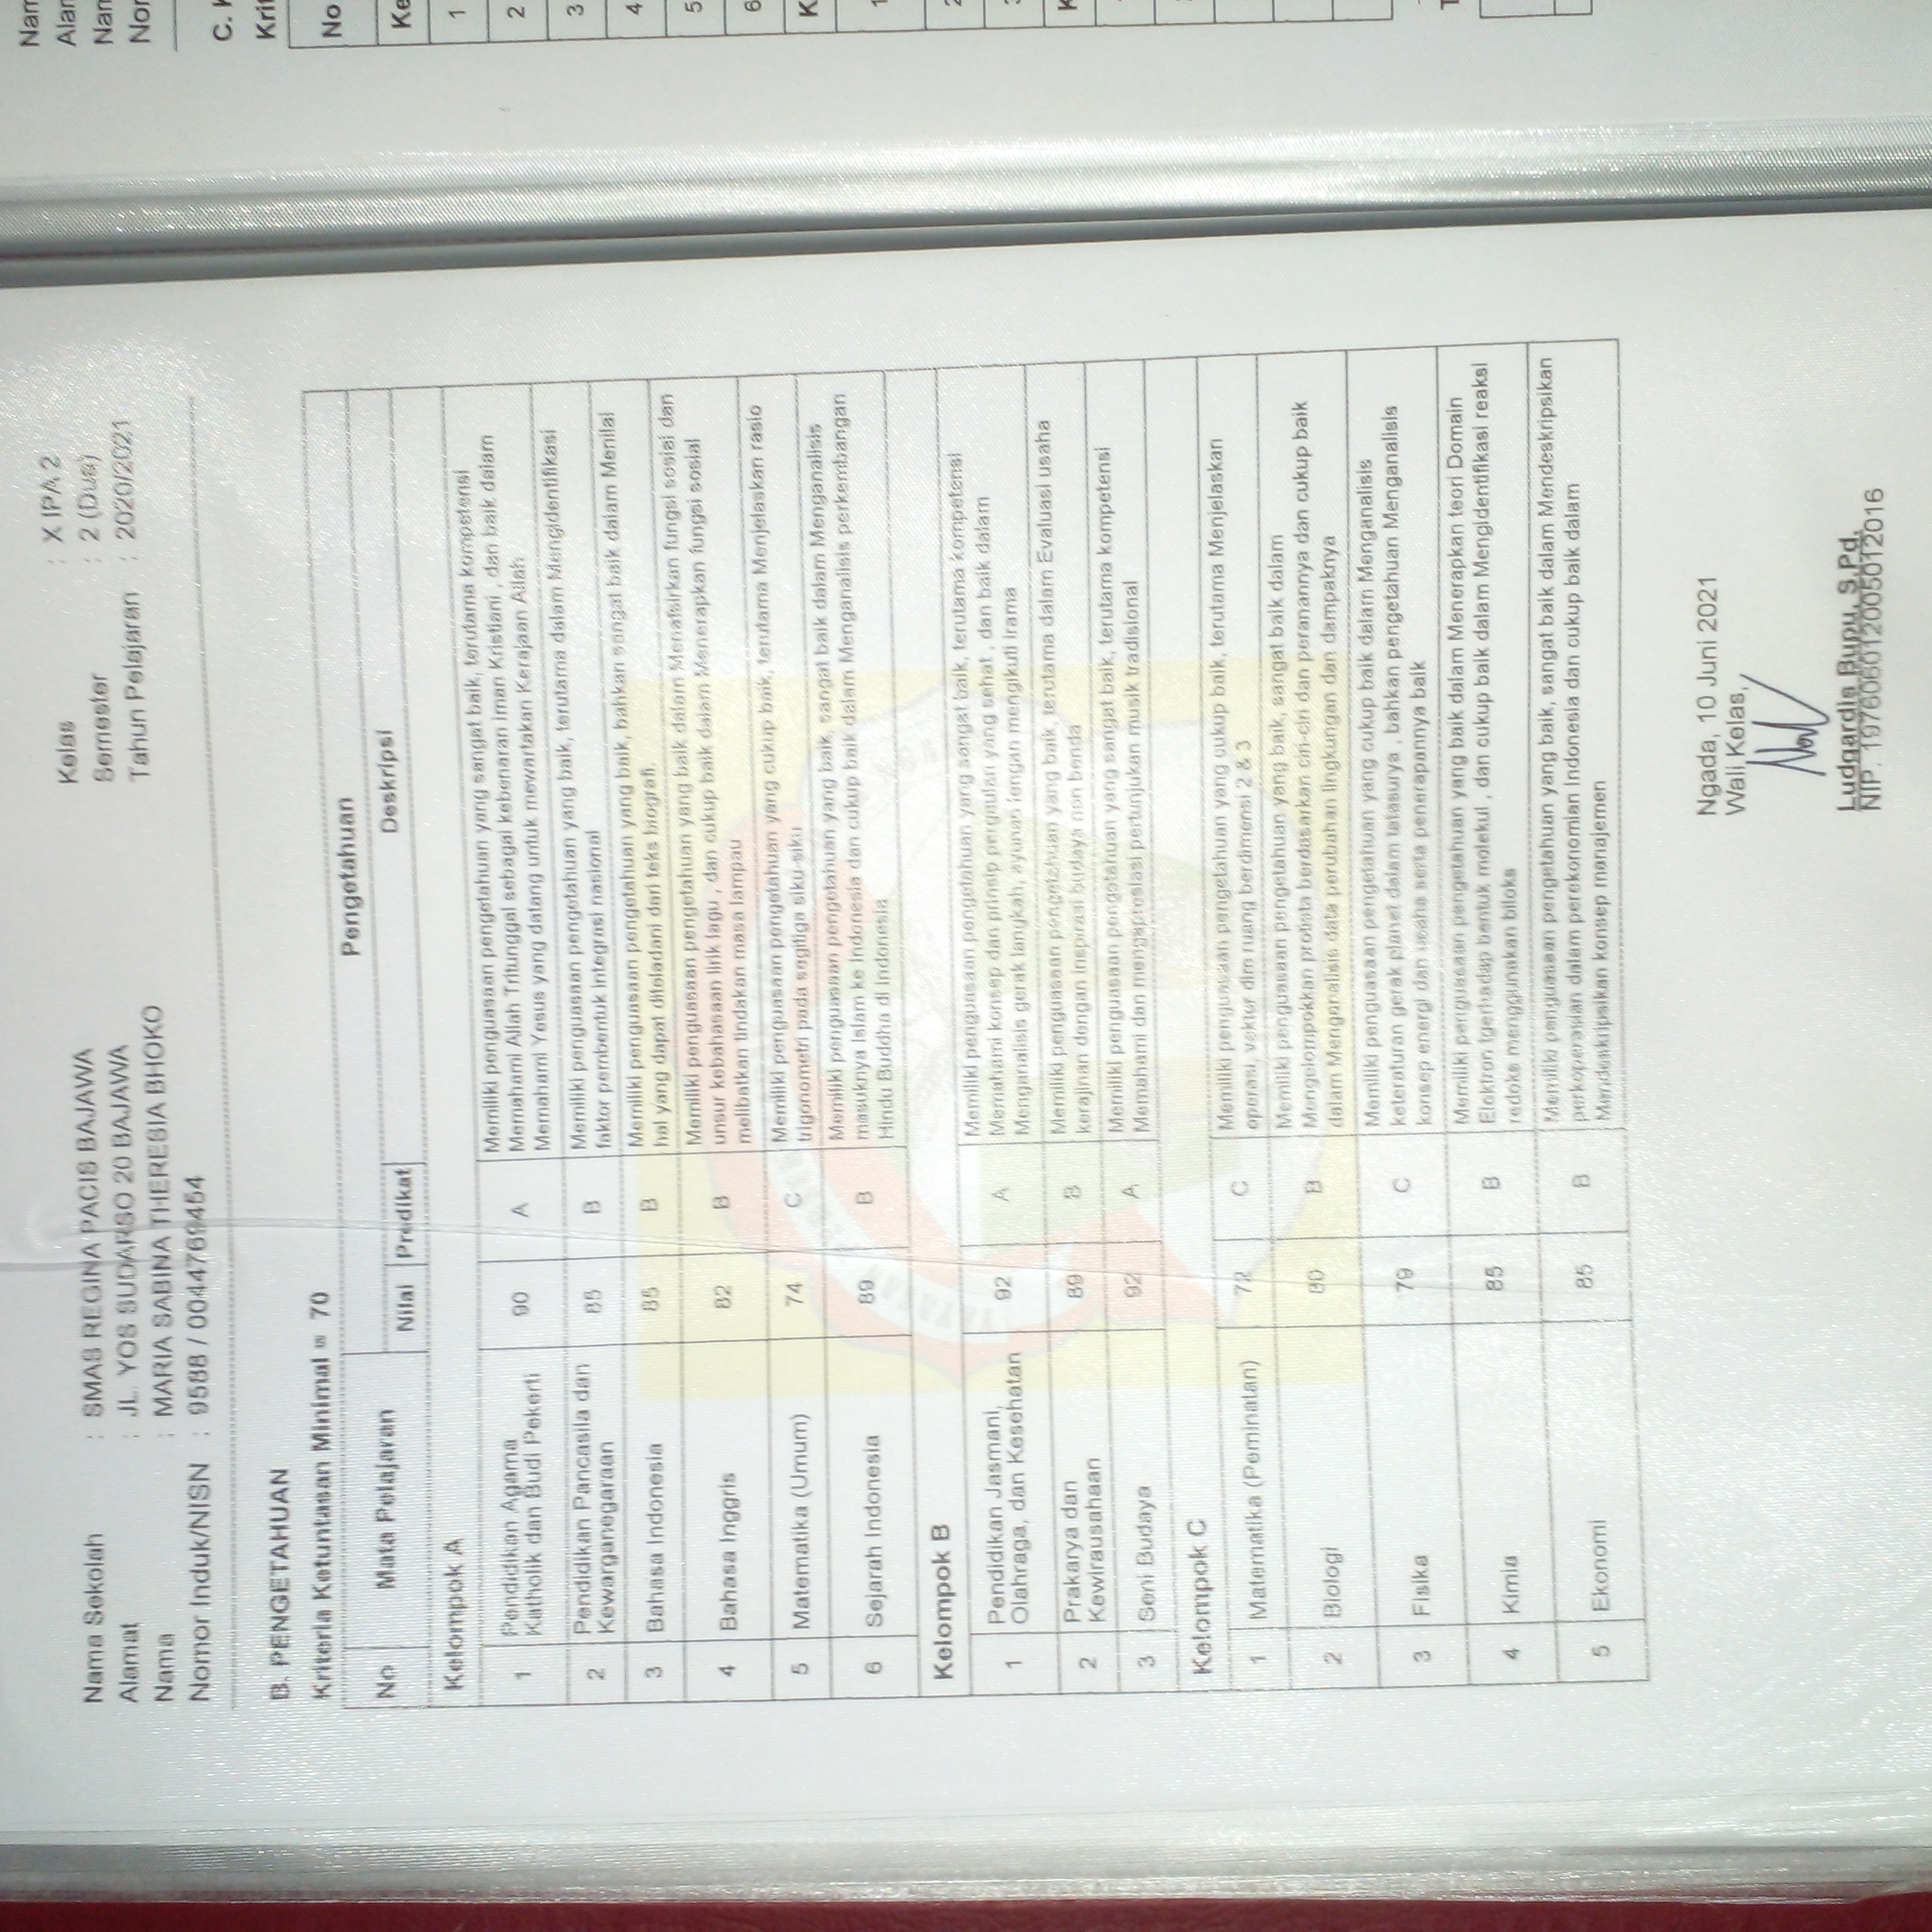 Nama Sekolah : SMAS REGINA PACIS BAJAWA
Alamat : JL. YOS SUDARSO 20 BAJAWA
Nama : MARIA SABINA THERESIA BHOKO
Nomor Induk/NISN : 9588 / 0044769454
Kelas : X IPA 2
Semester : 2 (Dua)
Tahun Pelajaran : 2020/2021
B. PENGETAHUAN
Kriteria Ketuntasan Minimal = 70
No Mata Pelajaran Pengetahuan
Nilai Predikat Deskripsi
Kelompok A
1 Pendidikan Agama Katholik dan Budi Pekerti 90 A Memiliki penguasaan pengetahuan yang sangat baik, terutama kompetensi
Memahami Allah Tritunggal sebagai kebenaran iman Kristiani , dan baik dalam
Memahami Yesus yang datang untuk mewartakan Kerajaan Allah
2 Pendidikan Pancasila dan Kewarganegaraan 85 B Memiliki penguasaan pengetahuan yang baik, terutama dalam Mengidentifikasi
faktor pembentuk integrasi nasional
3 Bahasa Indonesia 85 B Memiliki penguasaan pengetahuan yang baik, bahkan sangat baik dalam Menilai
hal yang dapat diteladani dari teks biografi.
4 Bahasa Inggris 82 B Memiliki penguasaan pengetahuan yang baik dalam Menafsirkan fungsi sosial dan
unsur kebahasaan lirik lagu , dan cukup baik dalam Menerapkan fungsi sosial
melibatkan tindakan masa lampau
5 Matematika (Umum) 74 C Memiliki penguasaan pengetahuan yang cukup baik, terutama Menjelaskan rasio
trigonometri pada segitiga siku-siku
6 Sejarah Indonesia 89 B Memiliki penguasaan pengetahuan yang baik, sangat baik dalam Menganalisis
masuknya Islam ke Indonesia dan cukup baik dalam Menganalisis perkembangan
Hindu Buddha di Indonesia
Kelompok B
1 Pendidikan Jasmani, Olahraga, dan Kesehatan 92 A Memiliki penguasaan pengetahuan yang sangat baik, terutama kompetensi
Memahami konsep dan prinsip pergaulan yang sehat , dan baik dalam
Menganalisis gerak langkah, ayunan lengan mengikuti irama
2 Prakarya dan Kewirausahaan 89 B Memiliki penguasaan pengetahuan yang baik, terutama dalam Evaluasi usaha
kerajinan dengan inspirasi budaya non benda
3 Seni Budaya 92 A Memiliki penguasaan pengetahuan yang sangat baik, terutama kompetensi
Memahami dan mengapresiasi pertunjukan musik tradisional
Kelompok C
1 Matematika (Peminatan) 72 C Memiliki penguasaan pengetahuan yang cukup baik, terutama Menjelaskan
operasi, vektor dlm ruang berdimensi 2 & 3
2 Biologi 80 B Memiliki penguasaan pengetahuan yang baik, sangat baik dalam
Mengelompokkan protista berdasarkan ciri-ciri dan peranannya dan cukup baik
dalam Menganalisis data perubahan lingkungan dan dampaknya
3 Fisika 79 C Memiliki penguasaan pengetahuan yang cukup baik dalam Menganalisis
keteraturan gerak planet dalam tatasurya , bahkan pengetahuan Menganalisis
konsep energi dan usaha serta penerapannya baik
4 Kimia 85 B Memiliki penguasaan pengetahuan yang baik dalam Menerapkan teori Domain
Elektron tgerhadap bentuk molekul , dan cukup baik dalam Mengidentifikasi reaksi
redoks menggunakan biloks
5 Ekonomi 85 B Memiliki penguasaan pengetahuan yang baik, sangat baik dalam Mendeskripsikan
perkoperasian dalam perekonomian Indonesia dan cukup baik dalam
Mendeskripsikan konsep manajemen
Ngada, 10 Juni 2021
Wali Kelas,
Ludgardis Bupu, S.Pd.
NIP. 197606012005012016
No
1
2
3
4
5
6